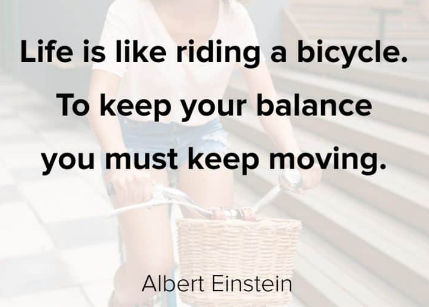 Life is like riding a bicycle.
To keep your balance
you must keep moving.
Albert Einstein